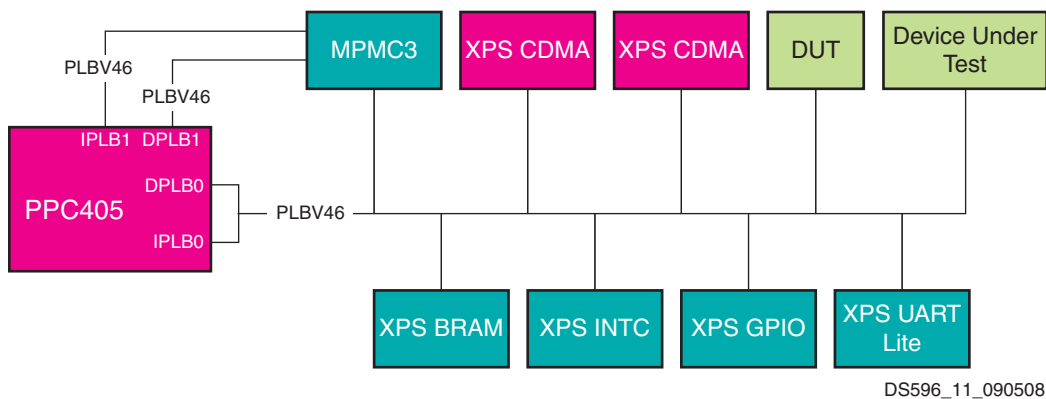 MPMC3
XPS CDMA
XPS CDMA
DUT
Device Under
Test
PLBV46
PLBV46
IPLB1 DPLB1
DPLB0
PPC405
PLBV46
IPLB0
XPS BRAM
XPS INTC
XPS GPIO
XPS UART
Lite
DS596_11_090508